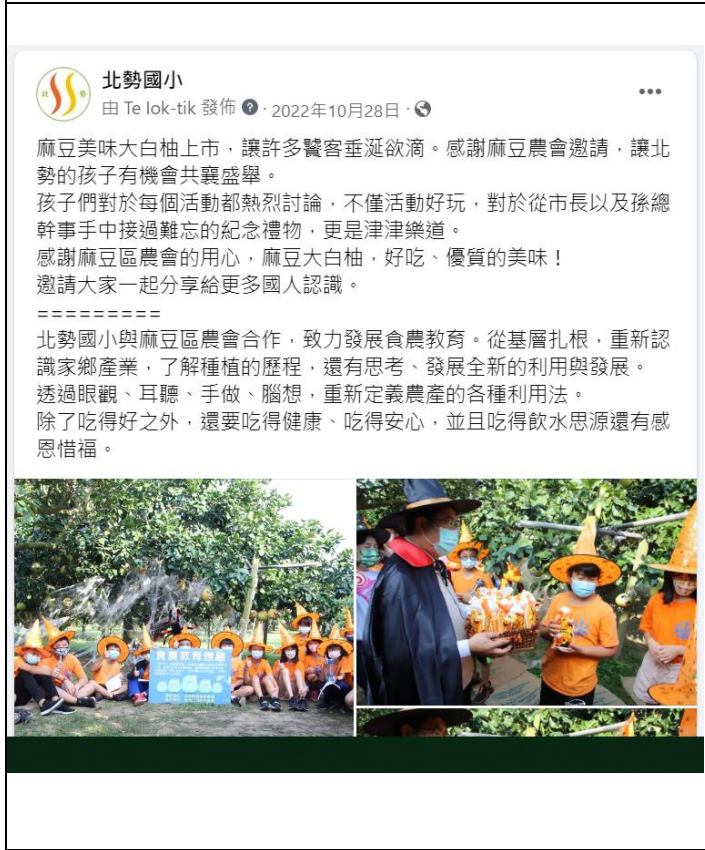 北勢國小
由 Te lok-tik 發佈 · 2022年10月28日 ·
麻豆美味大白柚上市，讓許多饕客垂涎欲滴。感謝麻豆農會邀請，讓北
勢的孩子有機會共襄盛舉。
孩子們對於每個活動都熱烈討論，不僅活動好玩，對於從市長以及孫總
幹事手中接過難忘的紀念禮物，更是津津樂道。
感謝麻豆區農會的用心，麻豆大白柚，好吃、優質的美味！
邀請大家一起分享給更多國人認識。
=========
北勢國小與麻豆區農會合作，致力發展食農教育。從基層扎根，重新認
識家鄉產業，了解種植的歷程，還有思考、發展全新的利用與發展。
透過眼觀、耳聽、手做、腦想，重新定義農產的各種利用法。
除了吃得好之外，還要吃得健康、吃得安心，並且吃得飲水思源還有感
恩惜福。
食農教育體驗